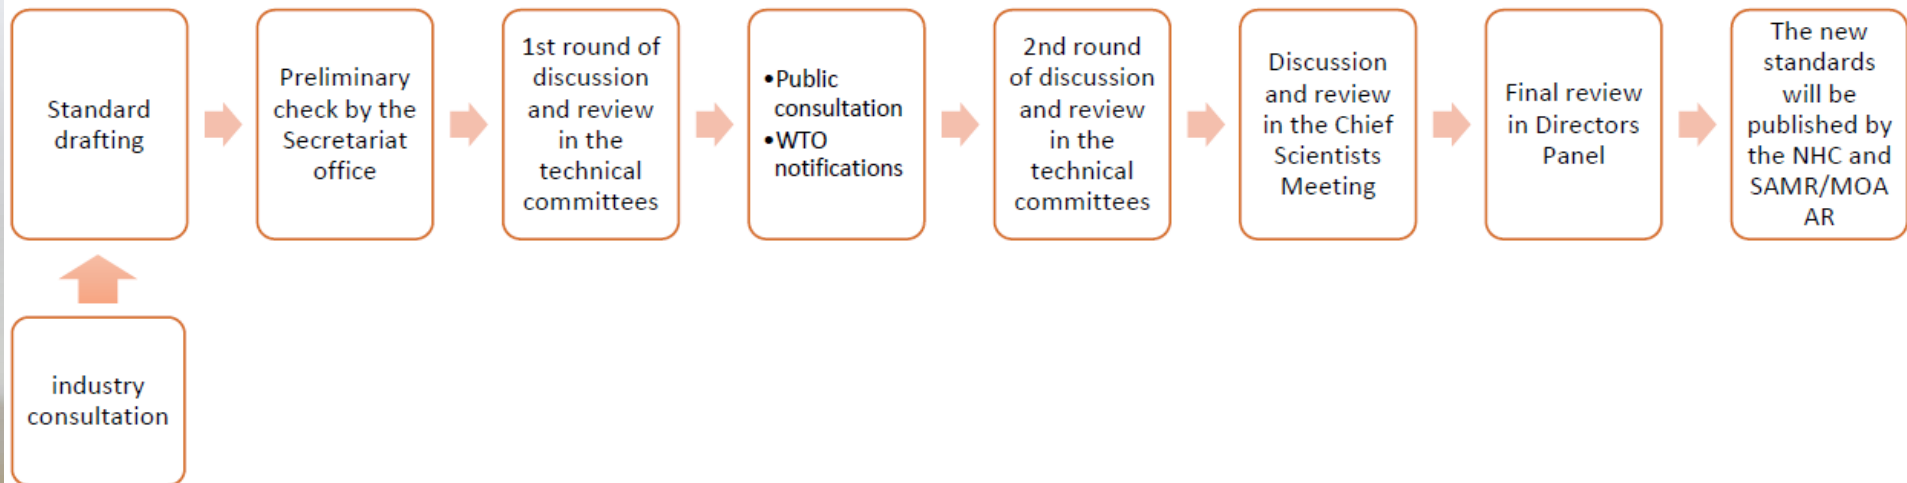 Standard
drafting
Preliminary
check by the
Secretariat
office
1st round of
discussion
and review
in the
technical
committees
•Public
consultation
•WTO
notifications
2nd round
of discussion
and review
in the
technical
committees
Discussion
and review
in the Chief
Scientists
Meeting
Final review
in Directors
Panel
The new
standards
will be
published by
the NHC and
SAMR/MOA
AR
industry
consultation